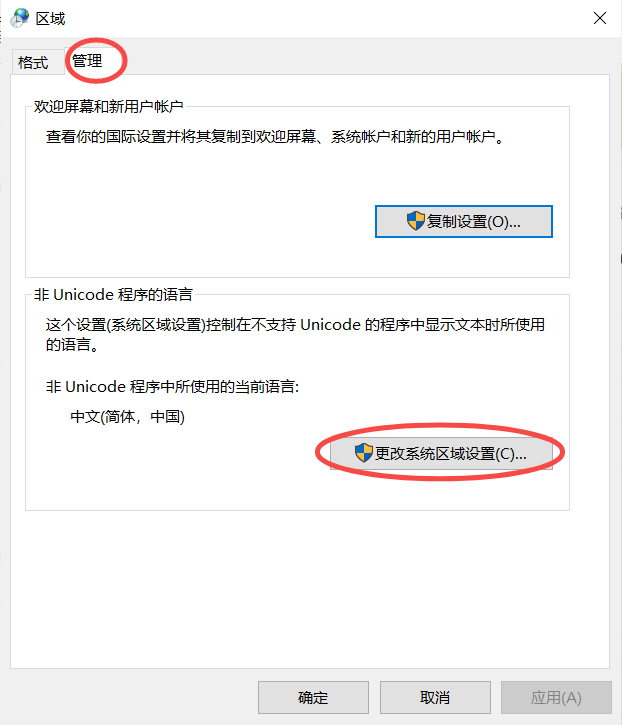 区域
格式
管理
欢迎屏幕和新用户帐户
查看你的国际设置并将其复制到欢迎屏幕、系统帐户和新的用户帐户。
复制设置(O)...
非 Unicode 程序的语言
这个设置(系统区域设置)控制在不支持 Unicode 的程序中显示文本时所使用
的语言。
非 Unicode 程序中所使用的当前语言:
中文(简体，中国)
更改系统区域设置(C)...
确定
取消
应用(A)